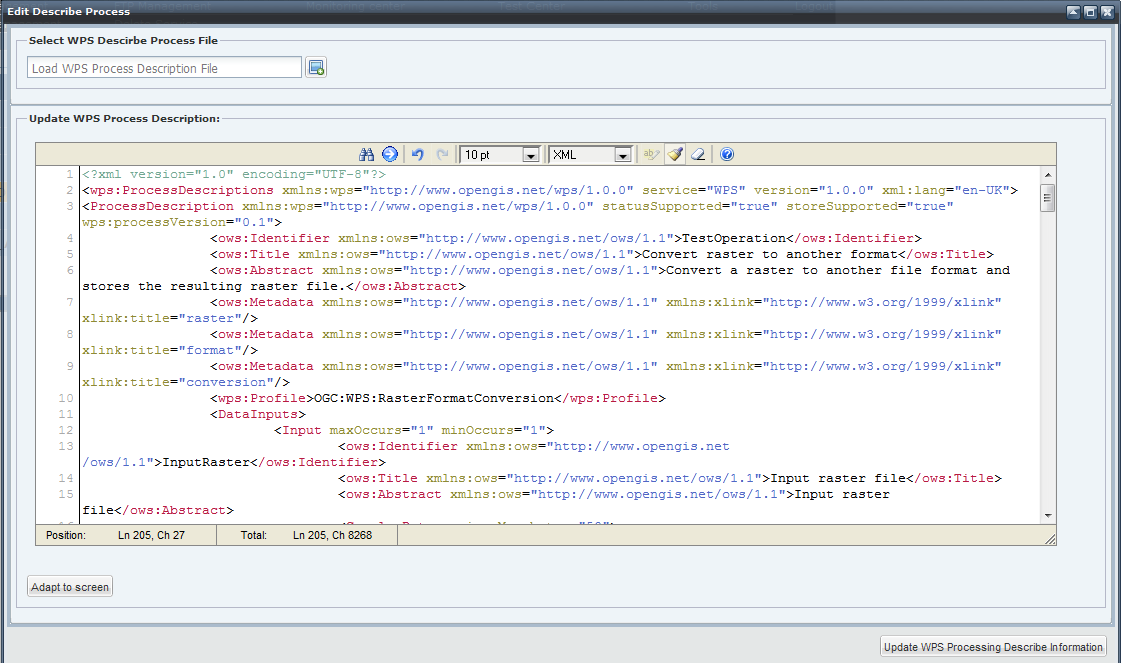 Edit Describe Process
Select WPS Descirbe Process File
Load WPS Process Description File
Update WPS Process Description:
10 pt XML
1 <?xml version="1.0" encoding="UTF-8"?>
2 <wps:ProcessDescriptions xmlns:wps="http://www.opengis.net/wps/1.0.0" service="WPS" version="1.0.0" xml:lang="en-UK">
3 <ProcessDescription xmlns:wps="http://www.opengis.net/wps/1.0.0" statusSupported="true" storeSupported="true"
wps:processVersion="0.1">
4 <ows:Identifier xmlns:ows="http://www.opengis.net/ows/1.1">TestOperation</ows:Identifier>
5 <ows:Title xmlns:ows="http://www.opengis.net/ows/1.1">Convert raster to another format</ows:Title>
6 <ows:Abstract xmlns:ows="http://www.opengis.net/ows/1.1">Convert a raster to another file format and
stores the resulting raster file.</ows:Abstract>
7 <ows:Metadata xmlns:ows="http://www.opengis.net/ows/1.1" xmlns:xlink="http://www.w3.org/1999/xlink"
xlink:title="raster"/>
8 <ows:Metadata xmlns:ows="http://www.opengis.net/ows/1.1" xmlns:xlink="http://www.w3.org/1999/xlink"
xlink:title="format"/>
9 <ows:Metadata xmlns:ows="http://www.opengis.net/ows/1.1" xmlns:xlink="http://www.w3.org/1999/xlink"
xlink:title="conversion"/>
10 <wps:Profile>OGC:WPS:RasterFormatConversion</wps:Profile>
11 <DataInputs>
12 <Input maxOccurs="1" minOccurs="1">
13 <ows:Identifier xmlns:ows="http://www.opengis.net
/ows/1.1">InputRaster</ows:Identifier>
14 <ows:Title xmlns:ows="http://www.opengis.net/ows/1.1">Input raster file</ows:Title>
15 <ows:Abstract xmlns:ows="http://www.opengis.net/ows/1.1">Input raster
file</ows:Abstract>
Position: Ln 205, Ch 27 Total: Ln 205, Ch 8268
Adapt to screen
Update WPS Processing Describe Information